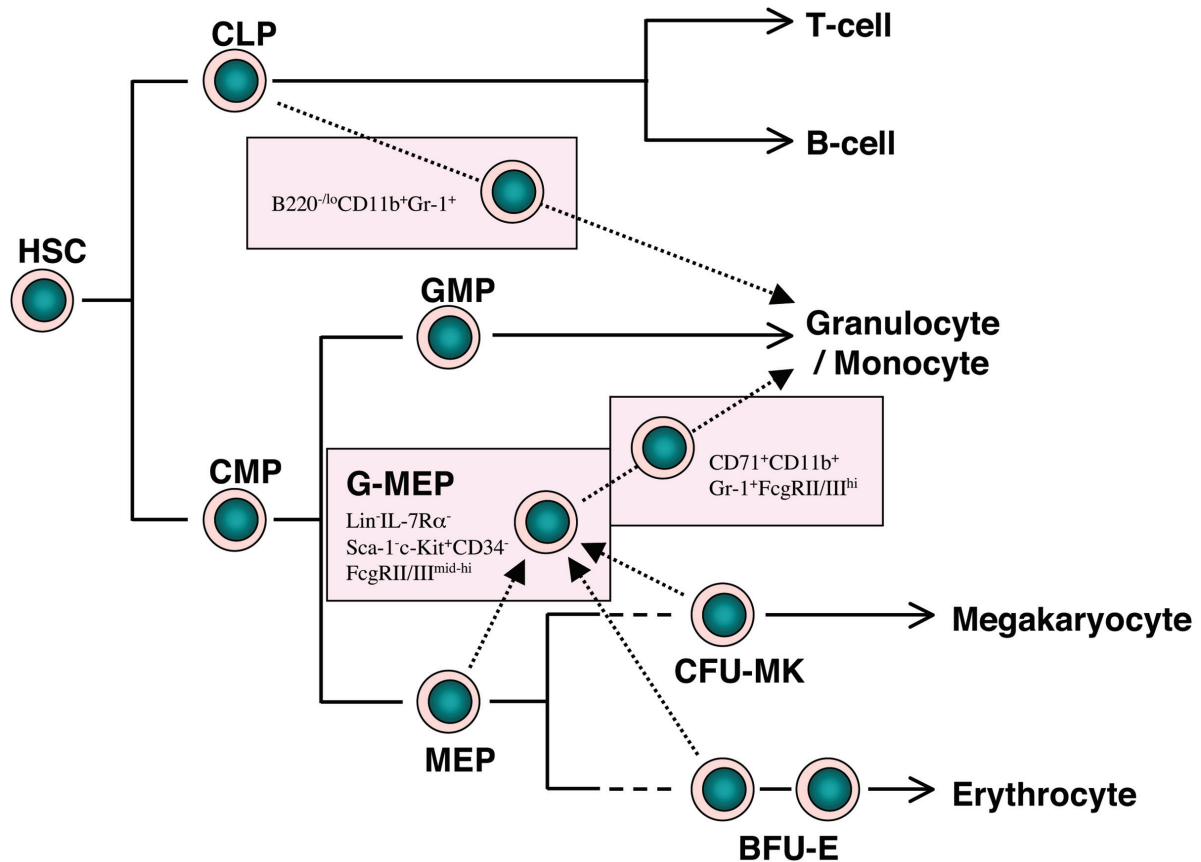 CLP
T-cell
B-cell
B220-/loCD11b+Gr-1+
HSC
GMP
Granulocyte
/ Monocyte
CMP
G-MEP
Lin-IL-7Rα-
Sca-1-c-Kit+CD34-
FcgRII/IIImid-hi
CD71+CD11b+
Gr-1+FcgRII/IIIhi
Megakaryocyte
CFU-MK
MEP
Erythrocyte
BFU-E